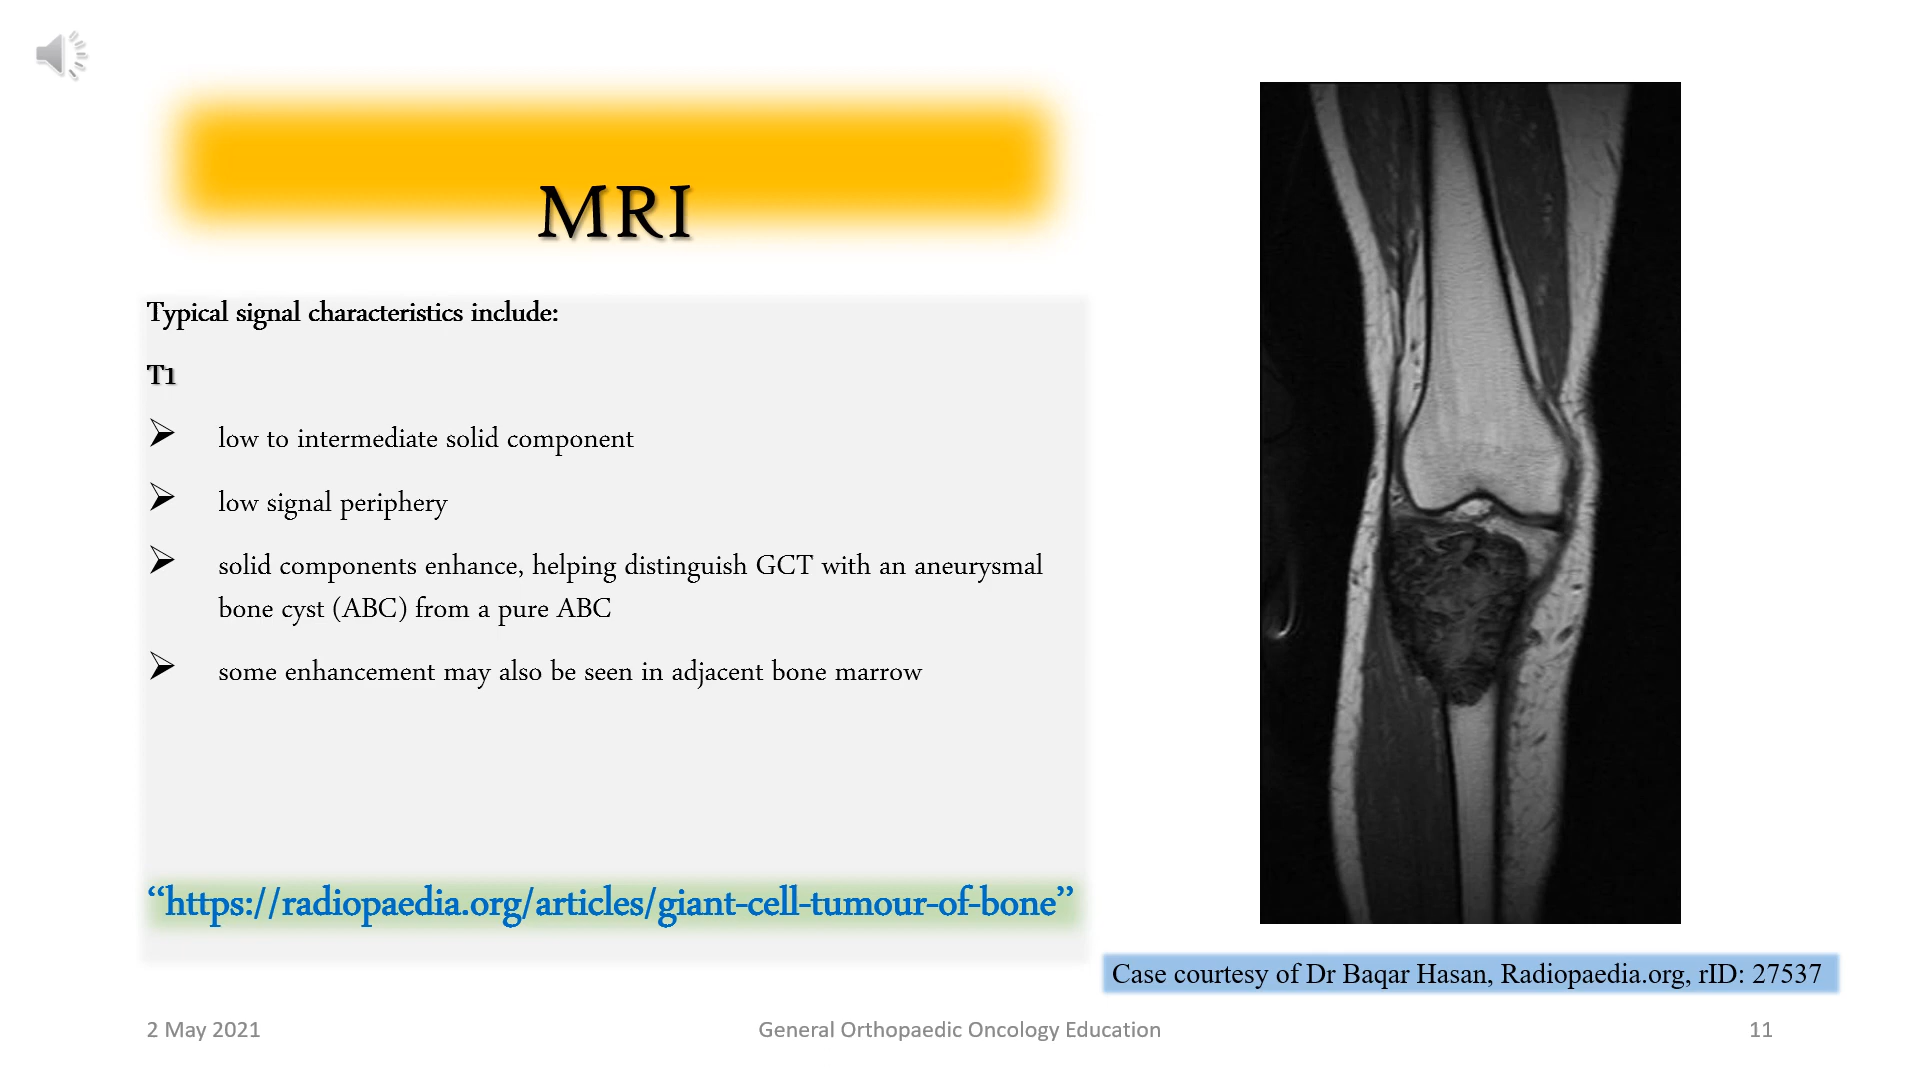 MRI
Typical signal characteristics include:
T1
➢ low to intermediate solid component
➢ low signal periphery
➢ solid components enhance, helping distinguish GCT with an aneurysmal
bone cyst (ABC) from a pure ABC
➢ some enhancement may also be seen in adjacent bone marrow
“https://radiopaedia.org/articles/giant-cell-tumour-of-bone”
Case courtesy of Dr Baqar Hasan, Radiopaedia.org, rID: 27537
2 May 2021
General Orthopaedic Oncology Education
11